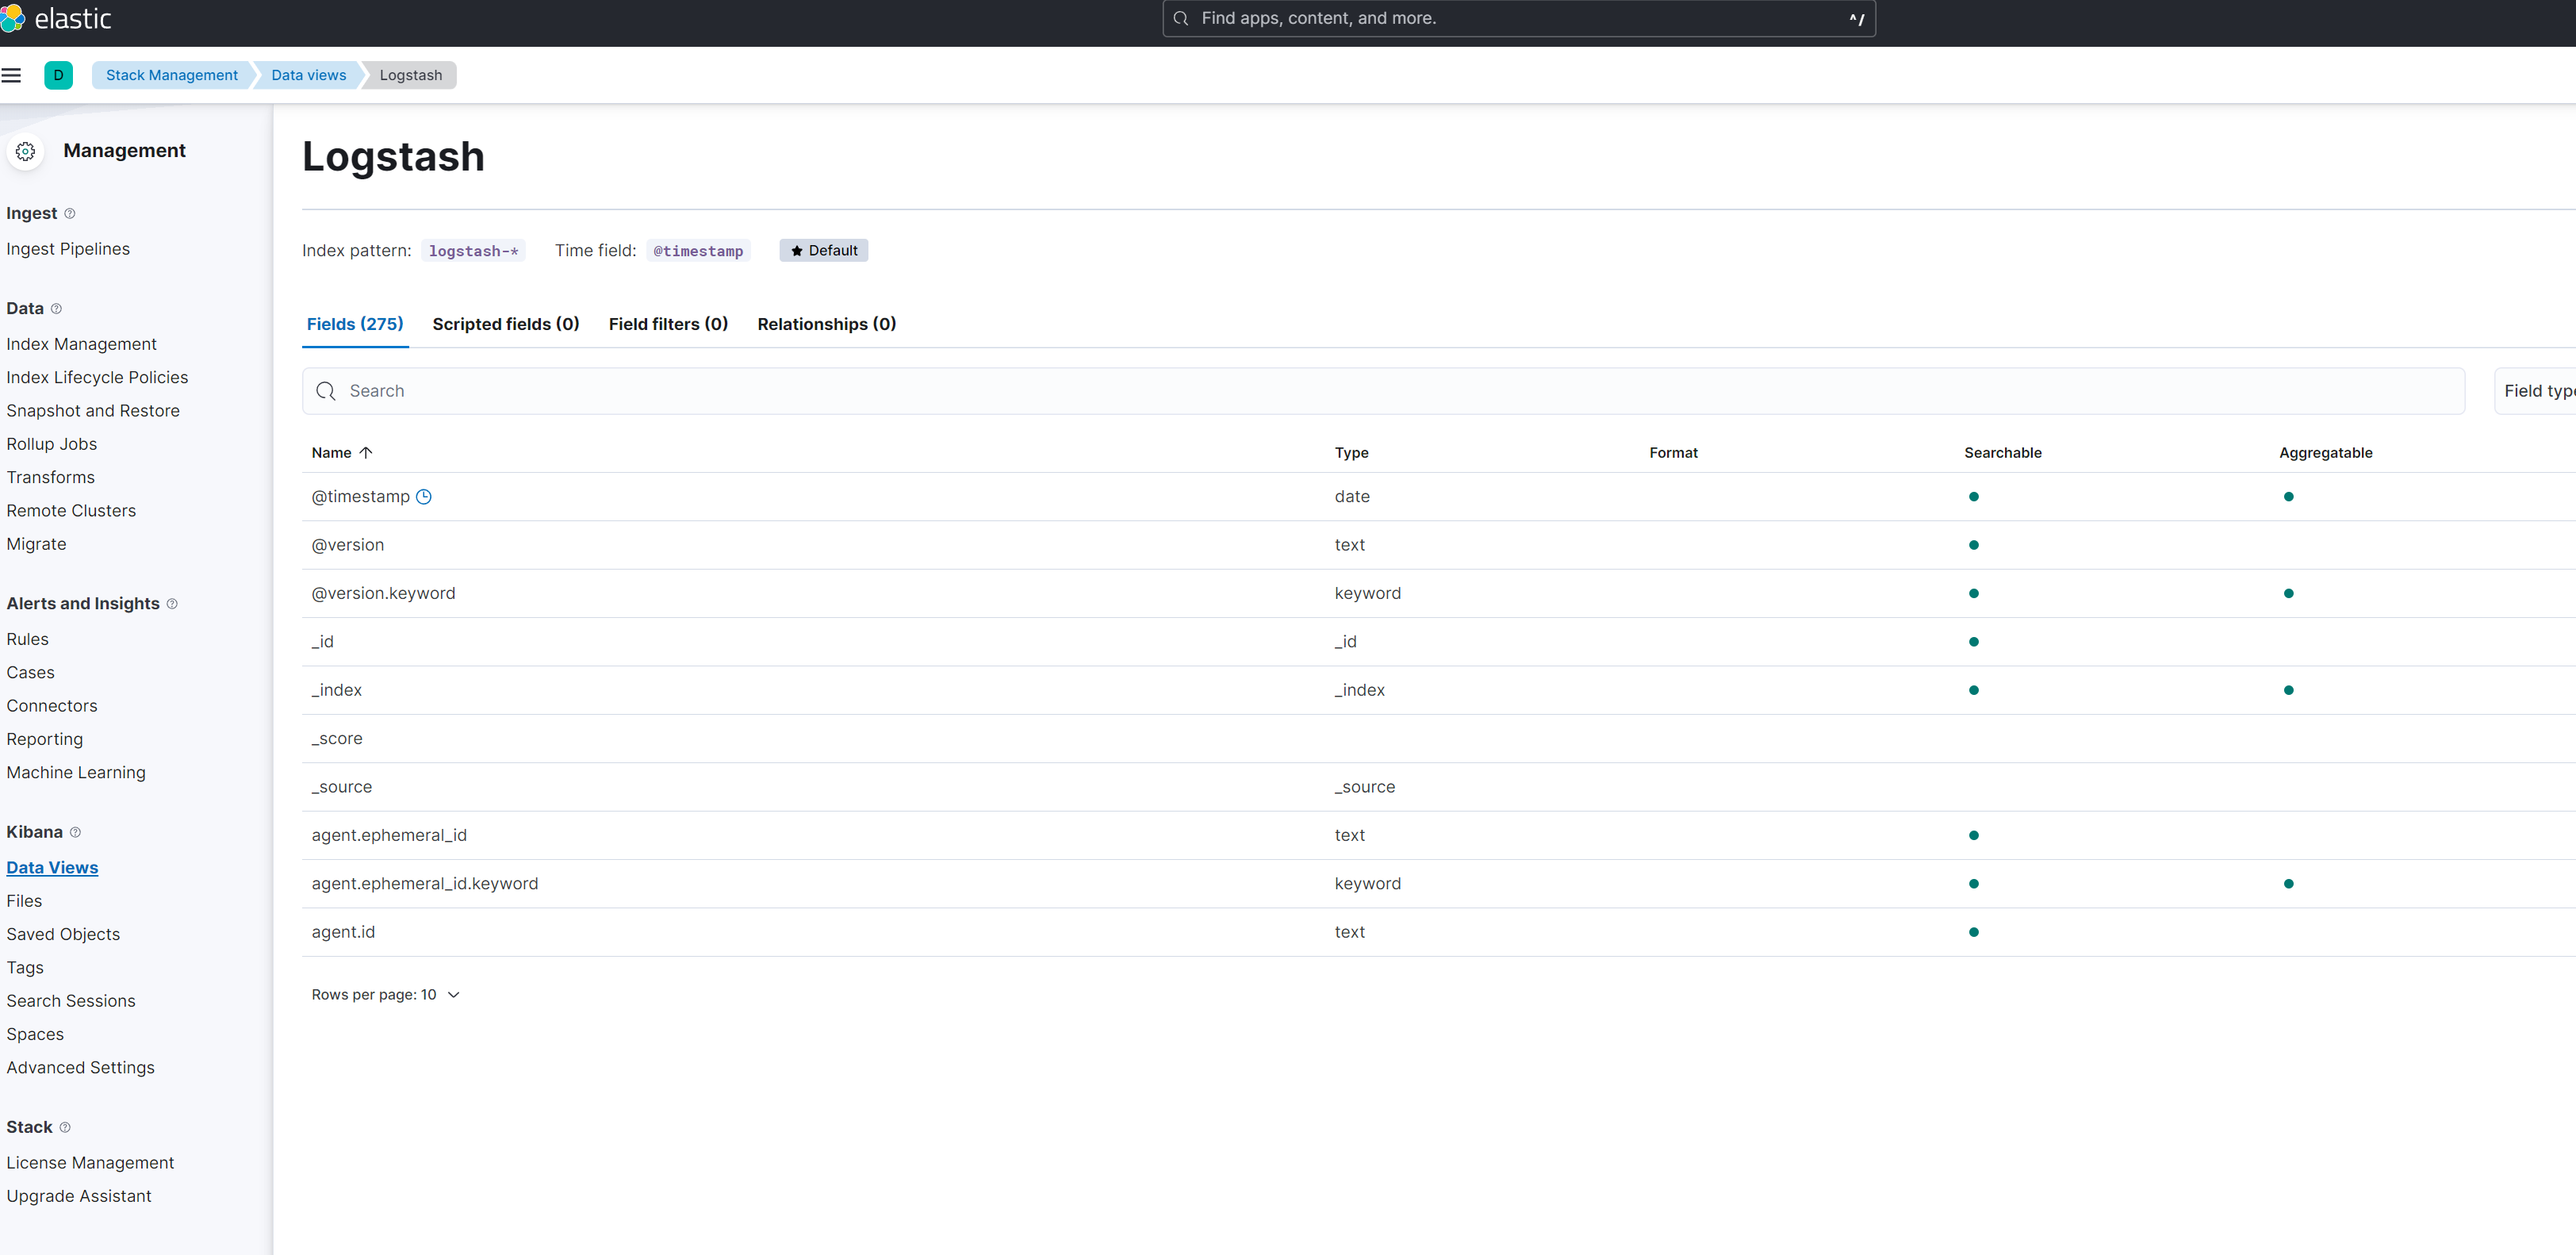 elastic
Find apps, content, and more.
^/
D
Stack Management
Data views
Logstash
Management
Ingest
Ingest Pipelines
Data
Index Management
Index Lifecycle Policies
Snapshot and Restore
Rollup Jobs
Transforms
Remote Clusters
Migrate
Alerts and Insights
Rules
Cases
Connectors
Reporting
Machine Learning
Kibana
Data Views
Files
Saved Objects
Tags
Search Sessions
Spaces
Advanced Settings
Stack
License Management
Upgrade Assistant
Logstash
Index pattern: logstash-* Time field: @timestamp Default
Fields (275) Scripted fields (0) Field filters (0) Relationships (0)
Search
Field type
Name Type Format Searchable Aggregatable
@timestamp date
@version text
@version.keyword keyword
_id _id
_index _index
_score
_source _source
agent.ephemeral_id text
agent.ephemeral_id.keyword keyword
agent.id text
Rows per page: 10